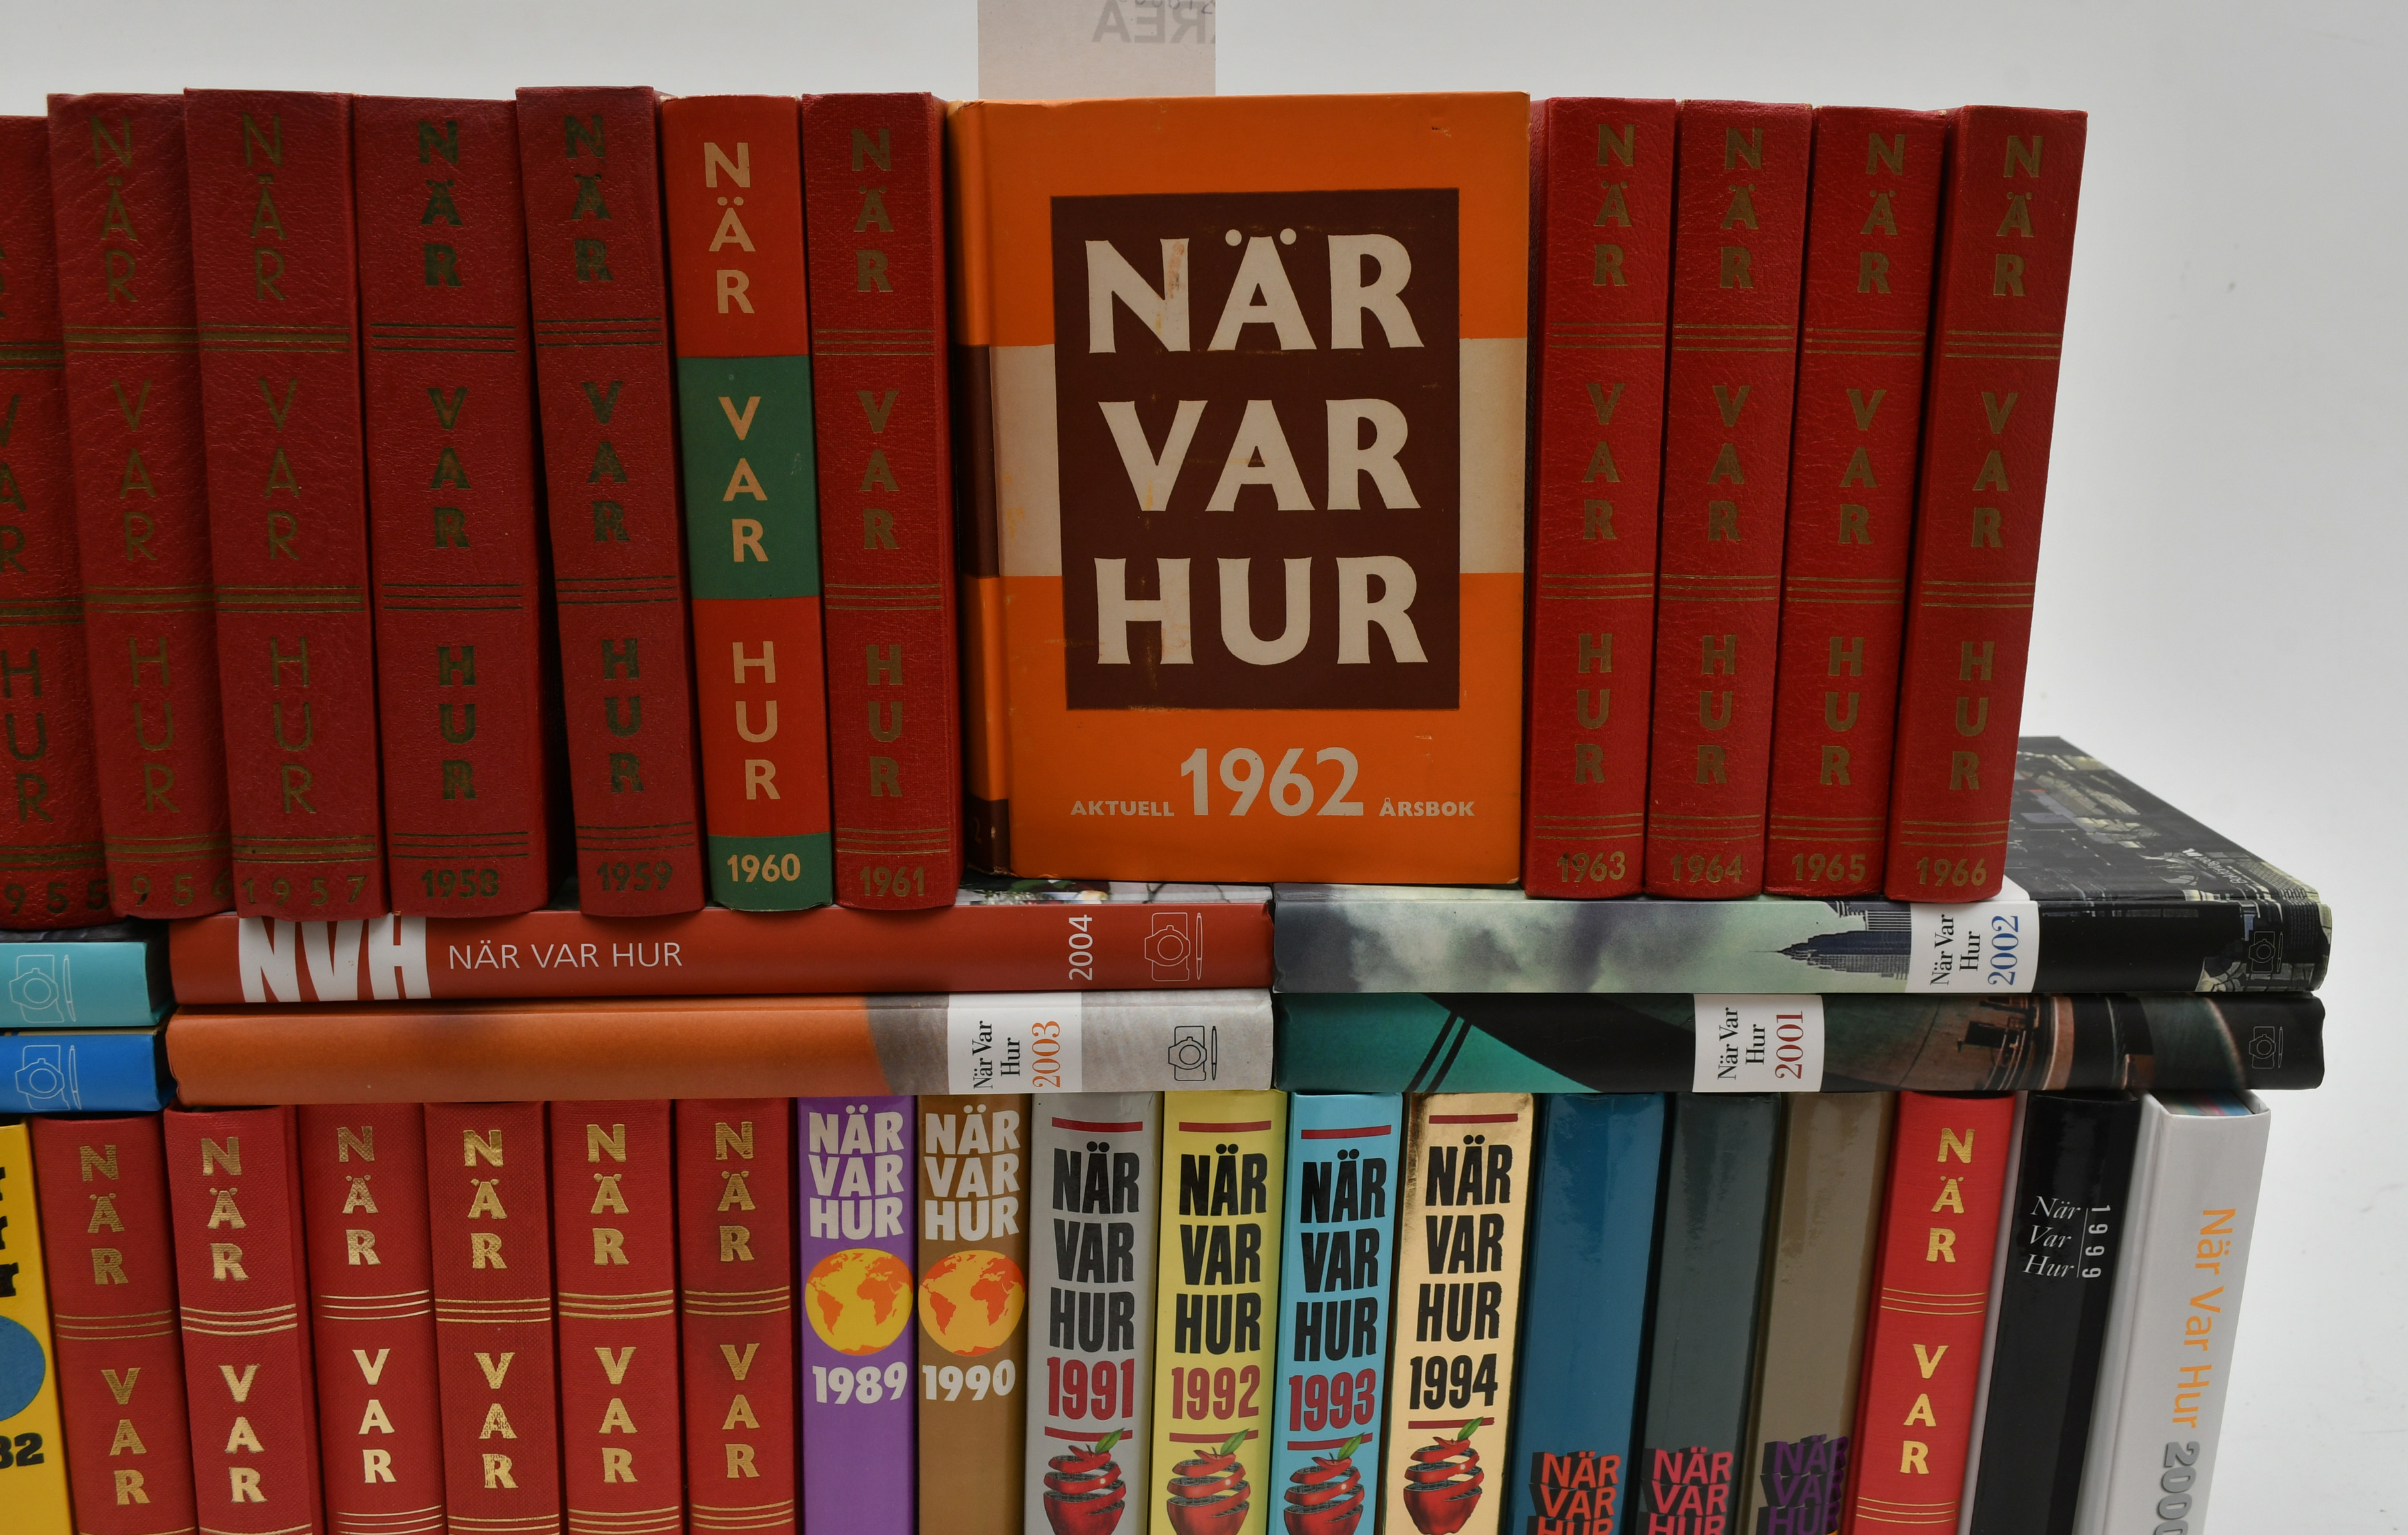 REA
HUR
1955
NÄR VAR HUR 1956
NÄR VAR HUR 1957
NÄR VAR HUR 1958
NÄR VAR HUR 1959
NÄR VAR HUR 1960
NÄR VAR HUR 1961
NÄR
VAR
HUR
AKTUELL 1962 ÅRSBOK
NÄR VAR HUR 1963
NÄR VAR HUR 1964
NÄR VAR HUR 1965
NÄR VAR HUR 1966
NVH NÄR VAR HUR 2004
När Var
Hur
2002
När Var
Hur
2003
När Var
Hur
2001
82
NÄR VAR
NÄR VAR
NÄR VAR
NÄR VAR
NÄR VAR
NÄR VAR
NÄR
VAR
HUR
1989
NÄR
VAR
HUR
1990
NÄR
VAR
HUR
1991
NÄR
VAR
HUR
1992
NÄR
VAR
HUR
1993
NÄR
VAR
HUR
1994
NÄR
VAR
HUR
NÄR
VAR
HUR
NÄR
VAR
HUR
NÄR VAR
När
Var
Hur
1999
När Var Hur 2000